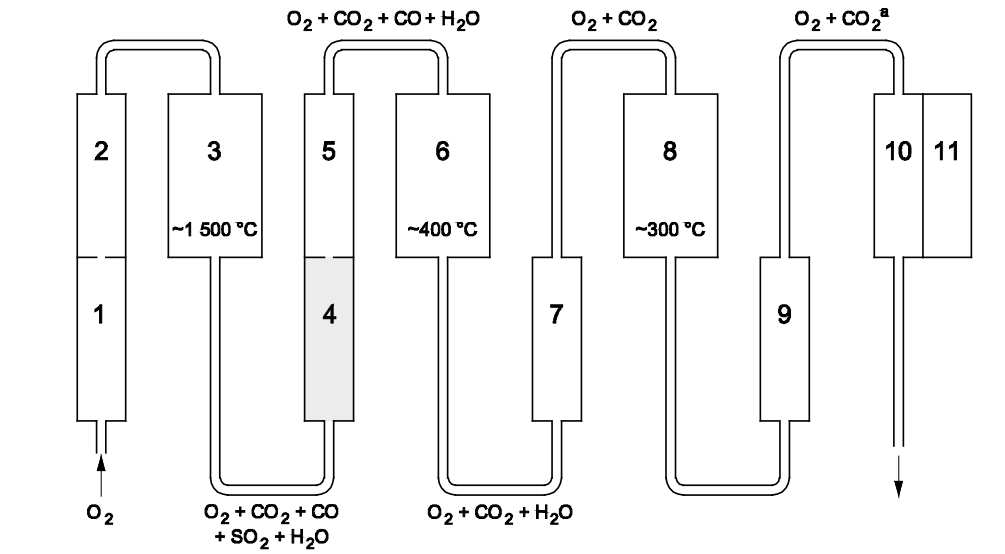 O₂ + CO₂ + CO + H₂O
O₂ + CO₂
O₂ + CO₂ᵃ
2
3
5
6
8
10
11
~1 500 °C
~400 °C
~300 °C
1
4
7
9
O₂
O₂ + CO₂ + CO
+ SO₂ + H₂O
O₂ + CO₂ + H₂O